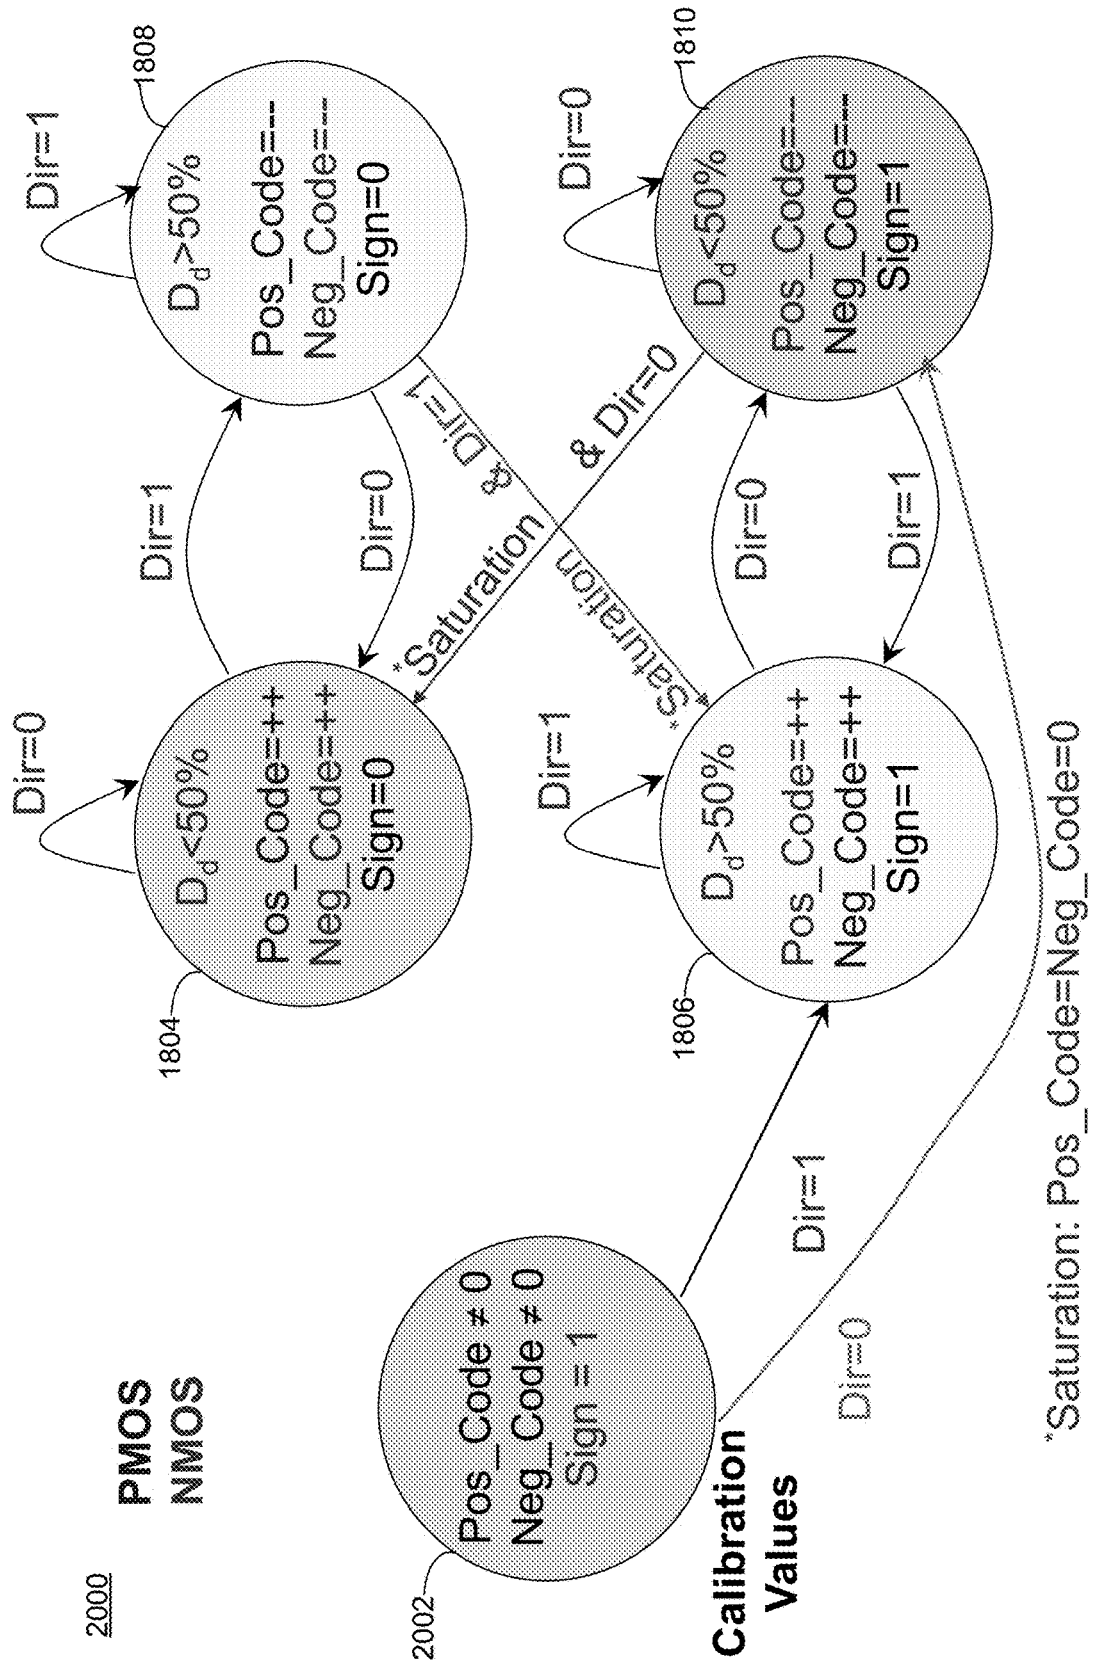 2000
PMOS
NMOS
2002
Pos_Code ≠ 0
Neg_Code ≠ 0
Sign = 1
Calibration
Values
Dir=1
Dir=0
1804
Dir=0
D_d<50%
Pos_Code=++
Neg_Code=++
Sign=0
Dir=1
Dir=0
1808
Dir=1
D_d>50%
Pos_Code=--
Neg_Code=--
Sign=0
*Saturation & Dir=0
*Saturation & Dir=1
1806
Dir=1
D_d>50%
Pos_Code=++
Neg_Code=++
Sign=1
Dir=0
Dir=1
1810
Dir=0
D_d<50%
Pos_Code=--
Neg_Code=--
Sign=1
*Saturation: Pos_Code=Neg_Code=0